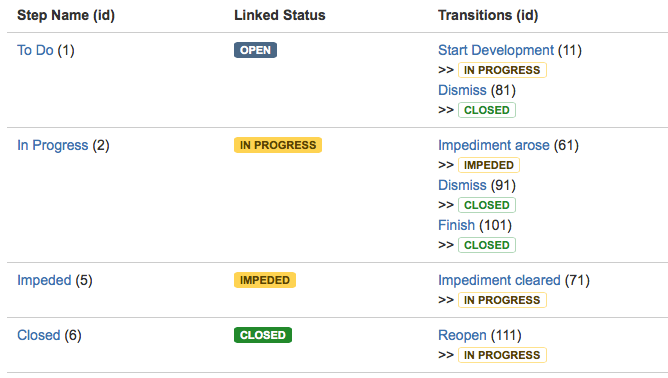 Step Name (id) Linked Status Transitions (id)
To Do (1) OPEN Start Development (11)
>> IN PROGRESS
Dismiss (81)
>> CLOSED
In Progress (2) IN PROGRESS Impediment arose (61)
>> IMPEDED
Dismiss (91)
>> CLOSED
Finish (101)
>> CLOSED
Impeded (5) IMPEDED Impediment cleared (71)
>> IN PROGRESS
Closed (6) CLOSED Reopen (111)
>> IN PROGRESS